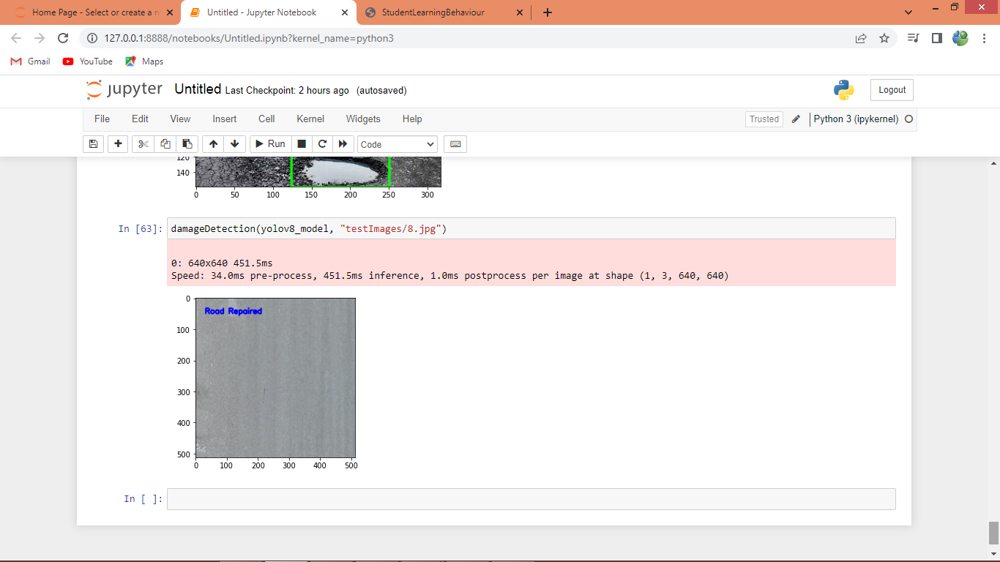 Home Page - Select or create a n
Untitled - Jupyter Notebook
StudentLearningBehaviour
127.0.0.1:8888/notebooks/Untitled.ipynb?kernel_name=python3
Gmail YouTube Maps
jupyter Untitled Last Checkpoint: 2 hours ago (autosaved)
Logout
File Edit View Insert Cell Kernel Widgets Help
Trusted Python 3 (ipykernel)
Run Code
120
140
0 50 100 150 200 250 300
In [63]: damageDetection(yolov8_model, "testImages/8.jpg")
0: 640x640 451.5ms
Speed: 34.0ms pre-process, 451.5ms inference, 1.0ms postprocess per image at shape (1, 3, 640, 640)
0
Road Repaired
100
200
300
400
500
0 100 200 300 400 500
In [ ]: